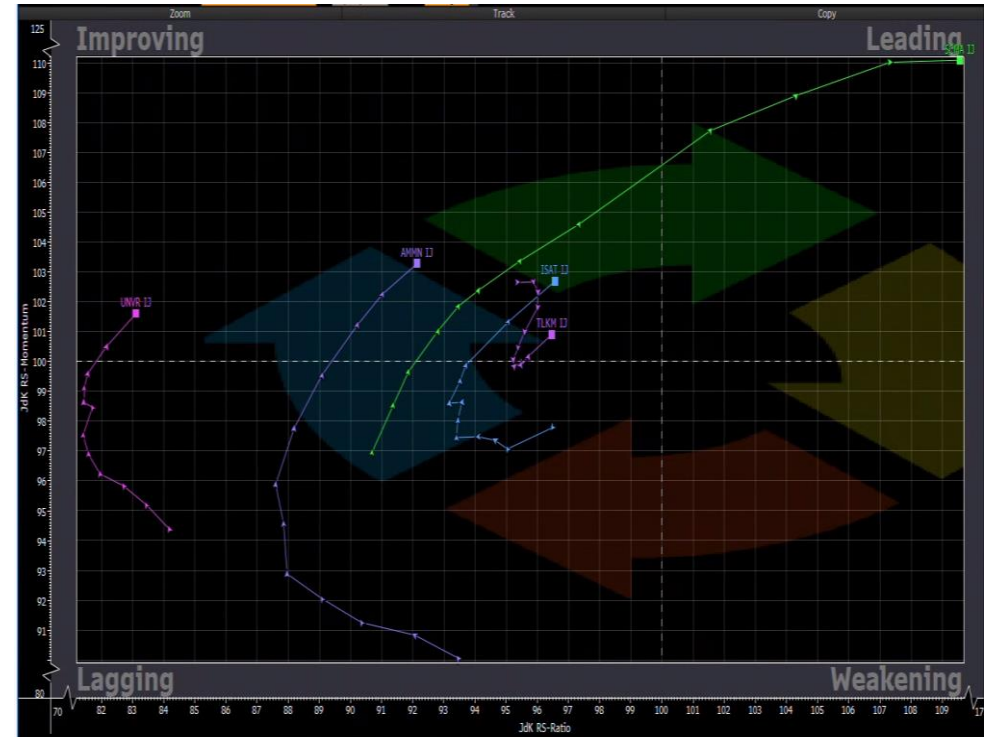 Zoom Track Copy
125
Improving Leading
SCMA IJ
110
109
108
107
106
105
104
AMMN IJ
103
ISAT IJ
102
UNVR IJ
TLKM IJ
101
100
99
98
97
96
95
94
93
92
91
JdK RS-Momentum
Lagging Weakening
80
70 82 83 84 85 86 87 88 89 90 91 92 93 94 95 96 97 98 99 100 101 102 103 104 105 106 107 108 109
JdK RS-Ratio